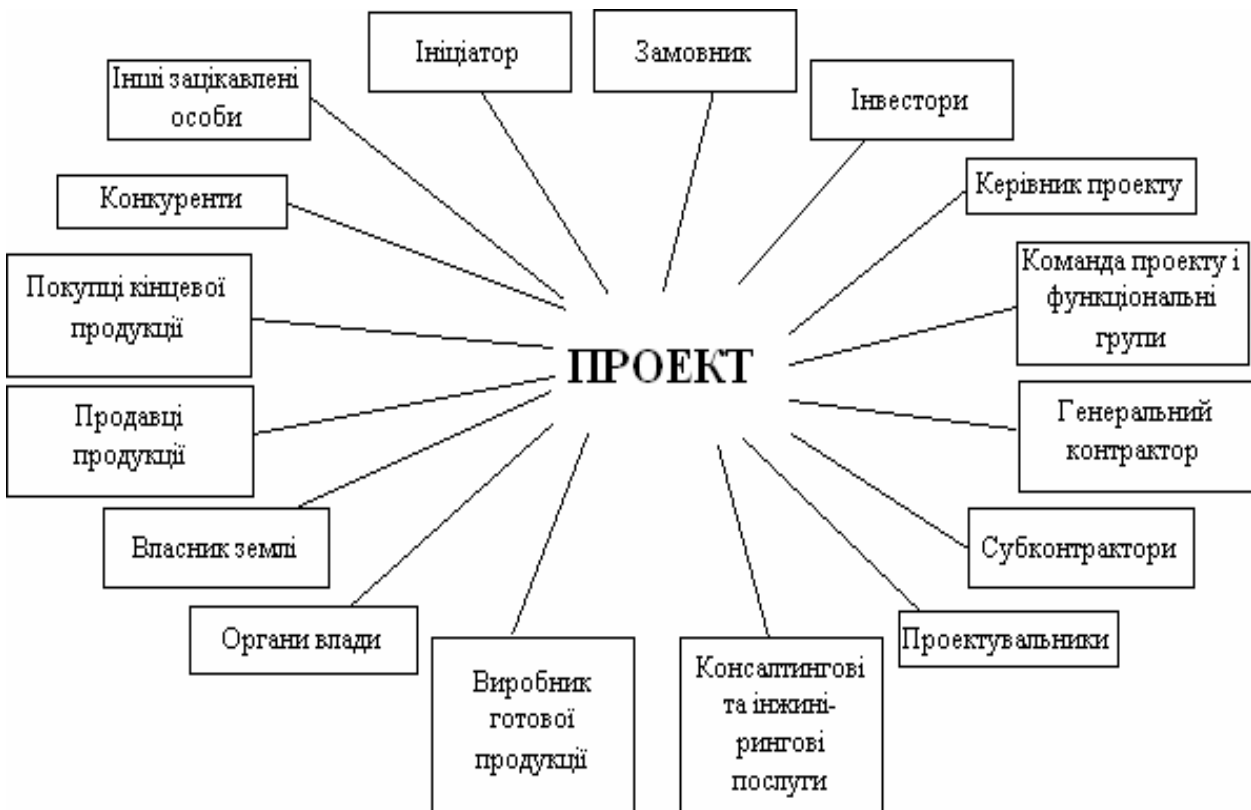 Ініціатор
Замовник
Інвестори
Керівник проекту
Команда проекту і
функціональні
групи
Генеральний
контрактор
Субконтрактори
Проектувальники
Консалтингові
та інжині-
рингові
послуги
Виробник
готової
продукції
Органи влади
Власник землі
Продавці
продукції
Покупці кінцевої
продукції
Конкуренти
Інші зацікавлені
особи
ПРОЕКТ